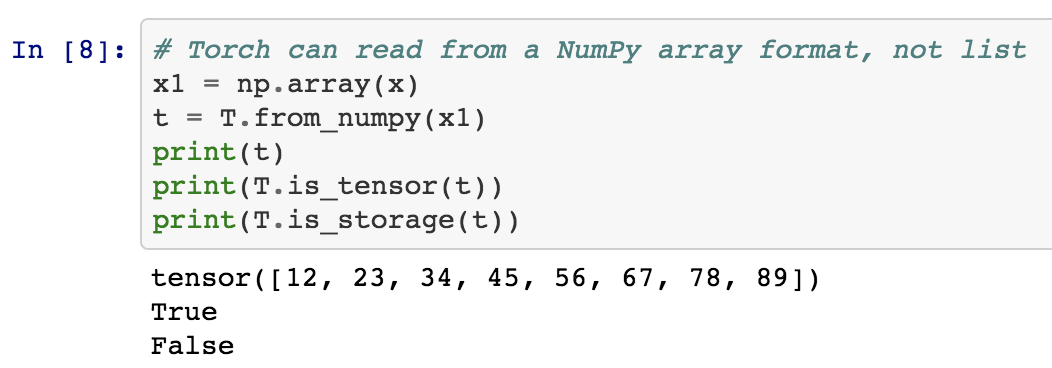 In [8]: # Torch can read from a NumPy array format, not list
x1 = np.array(x)
t = T.from_numpy(x1)
print(t)
print(T.is_tensor(t))
print(T.is_storage(t))
tensor([12, 23, 34, 45, 56, 67, 78, 89])
True
False